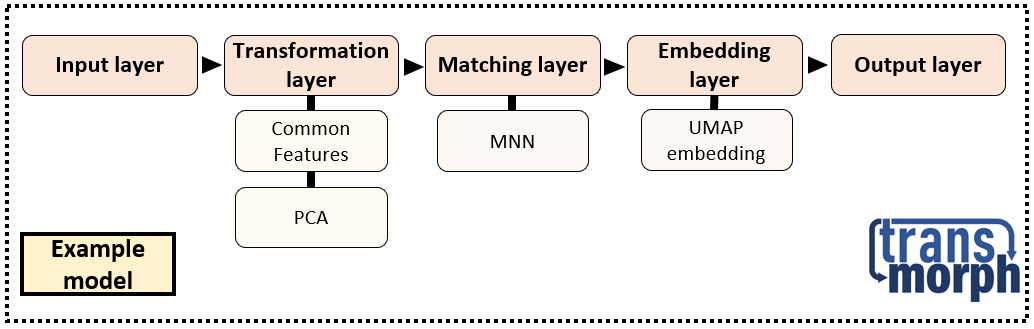 Input layer
Transformation
layer
Matching layer
Embedding
layer
Output layer
Common
Features
MNN
UMAP
embedding
PCA
Example
model
trans
morph